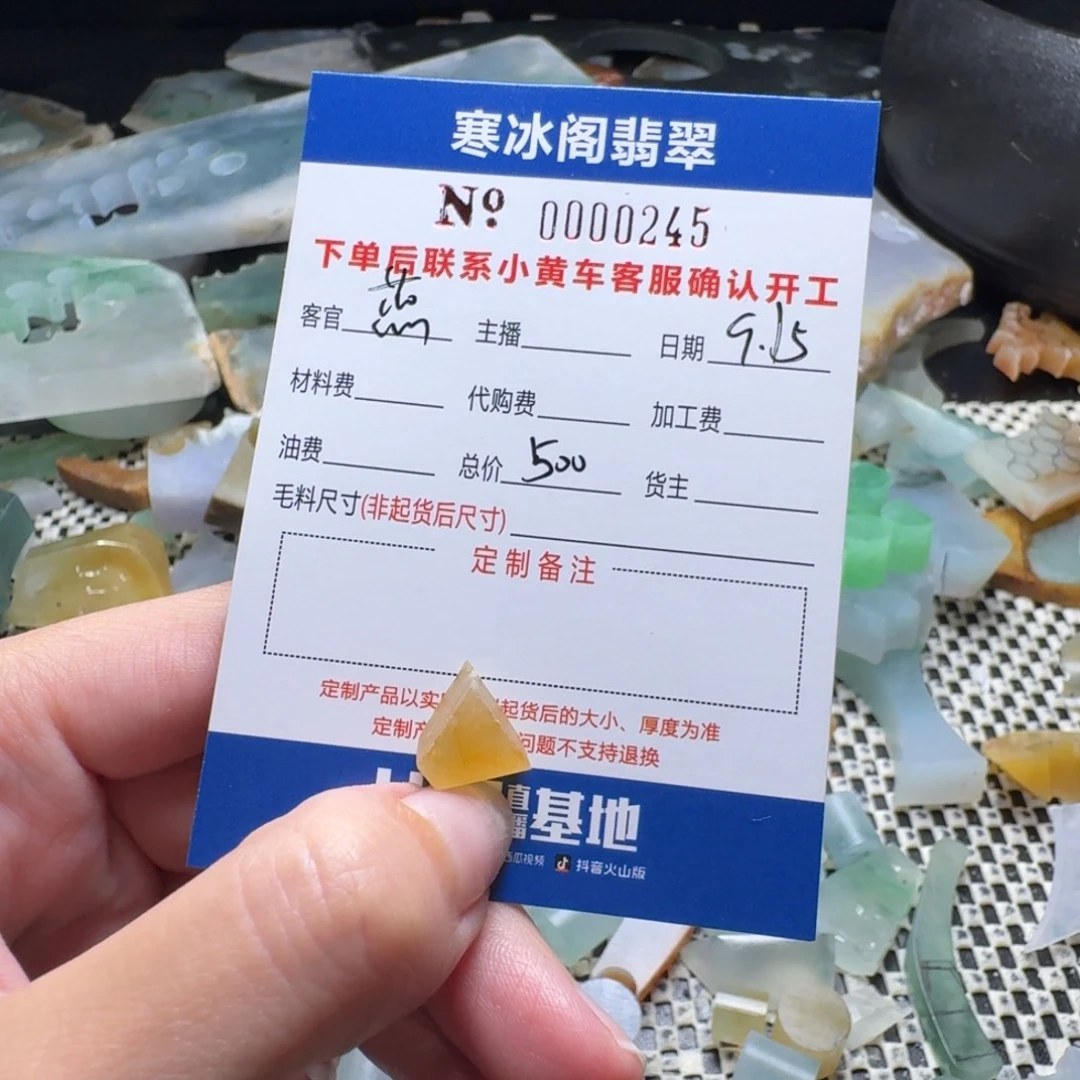 寒冰阁翡翠
Nº 0000245
下单后联系小黄车客服确认开工
客官 燕 主播 日期 9.15
材料费 代购费 加工费
油费 总价 500 货主
毛料尺寸(非起货后尺寸)
定制备注
定制产品以实 起货后的大小、厚度为准
定制产 问题不支持退换
直播基地
西瓜视频 抖音火山版